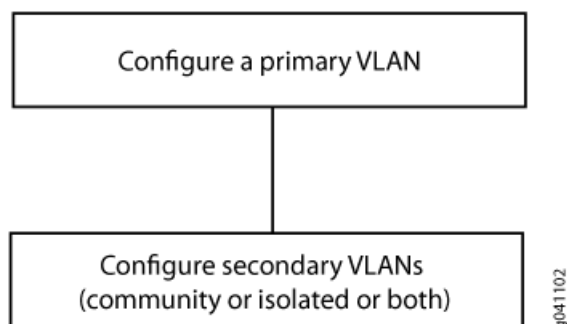 Configure a primary VLAN
Configure secondary VLANs
(community or isolated or both)
g041102